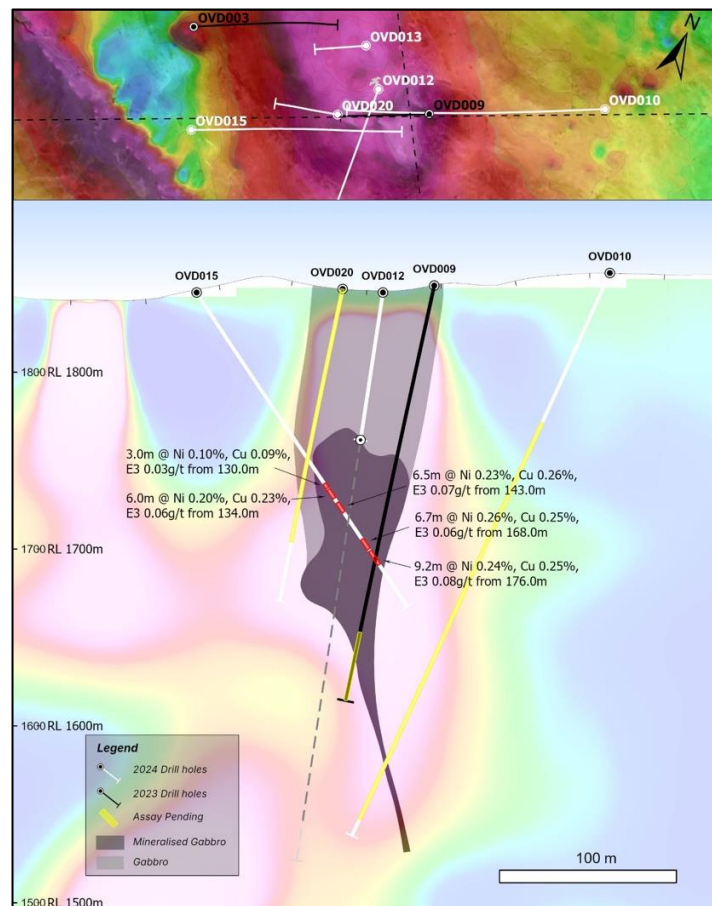 OVD003
N
OVD013
OVD012
OVD020
OVD009
OVD010
OVD015
OVD015
OVD020
OVD012
OVD009
OVD010
1800 RL 1800m
3.0m @ Ni 0.10%, Cu 0.09%,
E3 0.03g/t from 130.0m
6.0m @ Ni 0.20%, Cu 0.23%,
E3 0.06g/t from 134.0m
6.5m @ Ni 0.23%, Cu 0.26%,
E3 0.07g/t from 143.0m
6.7m @ Ni 0.26%, Cu 0.25%,
E3 0.06g/t from 168.0m
9.2m @ Ni 0.24%, Cu 0.25%,
E3 0.08g/t from 176.0m
1700 RL 1700m
1600 RL 1600m
Legend
2024 Drill holes
2023 Drill holes
Assay Pending
Mineralised Gabbro
Gabbro
100 m
1500 RL 1500m